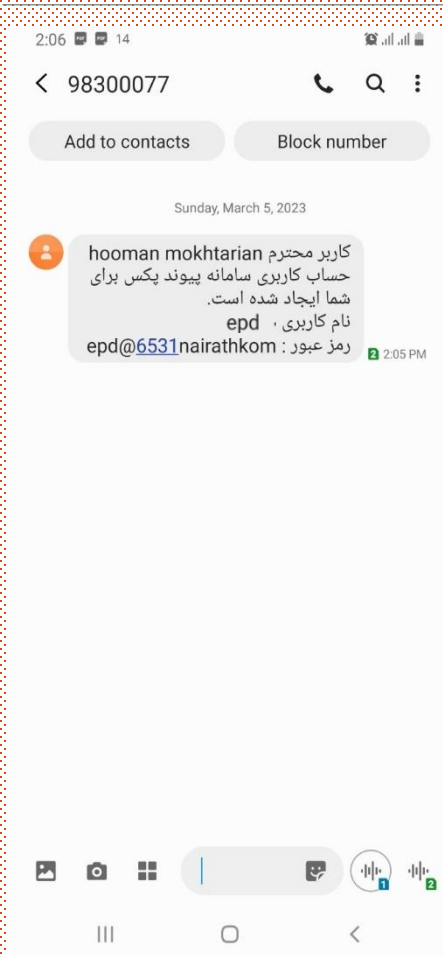 2:06 14
98300077
Add to contacts
Block number
Sunday, March 5, 2023
کاربر محترم hooman mokhtarian
حساب کاربری سامانه پیوند پکس برای
شما ایجاد شده است.
نام کاربری epd
رمز عبور : epd@6531nairathkom
2 2:05 PM
1
2